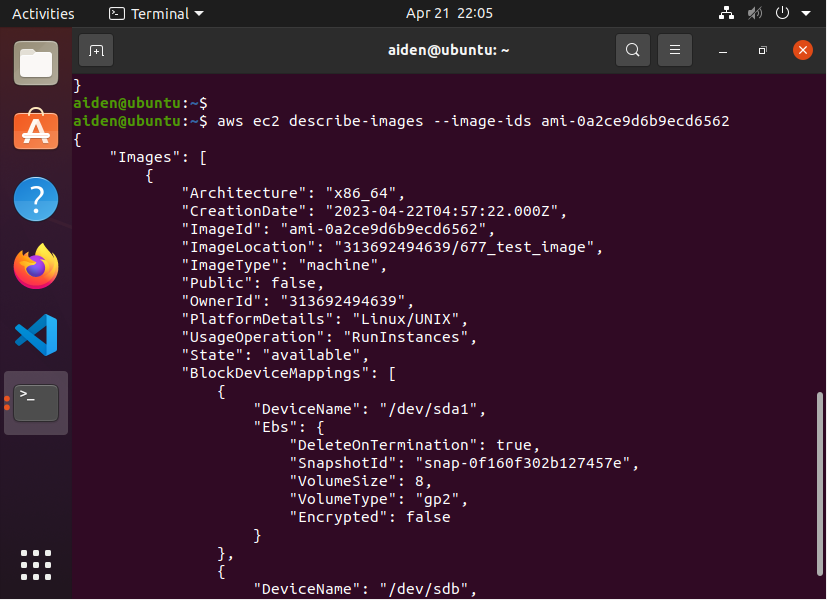 Activities Terminal Apr 21 22:05
aiden@ubuntu: ~
}
aiden@ubuntu:~$
aiden@ubuntu:~$ aws ec2 describe-images --image-ids ami-0a2ce9d6b9ecd6562
{
    "Images": [
        {
            "Architecture": "x86_64",
            "CreationDate": "2023-04-22T04:57:22.000Z",
            "ImageId": "ami-0a2ce9d6b9ecd6562",
            "ImageLocation": "313692494639/677_test_image",
            "ImageType": "machine",
            "Public": false,
            "OwnerId": "313692494639",
            "PlatformDetails": "Linux/UNIX",
            "UsageOperation": "RunInstances",
            "State": "available",
            "BlockDeviceMappings": [
                {
                    "DeviceName": "/dev/sda1",
                    "Ebs": {
                        "DeleteOnTermination": true,
                        "SnapshotId": "snap-0f160f302b127457e",
                        "VolumeSize": 8,
                        "VolumeType": "gp2",
                        "Encrypted": false
                    }
                },
                {
                    "DeviceName": "/dev/sdb",